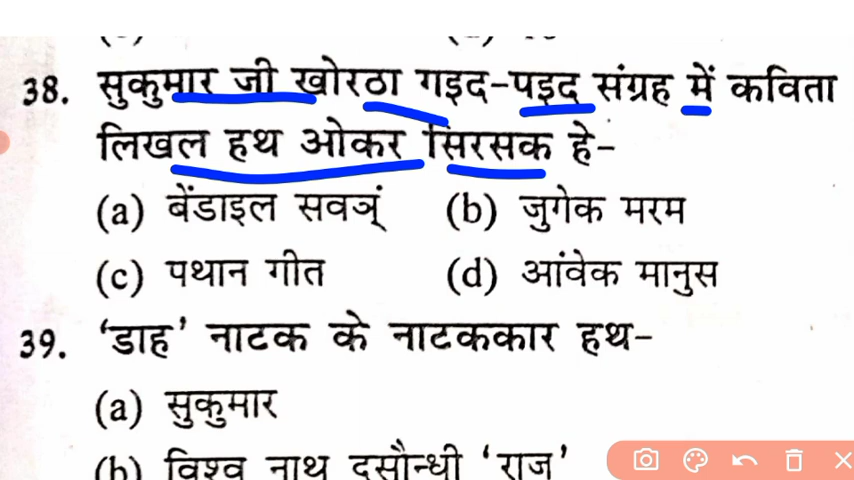 38. सुकुमार जी खोरठा गइद-पइद संग्रह में कविता
लिखल हथ ओकर सिरसक हे-
(a) बेंडाइल सवञ् (b) जुगेक मरम
(c) पथान गीत (d) आंवेक मानुस
39. ‘डाह’ नाटक के नाटककार हथ-
(a) सुकुमार
(b) विश्व नाथ दसौन्धी ‘राज’